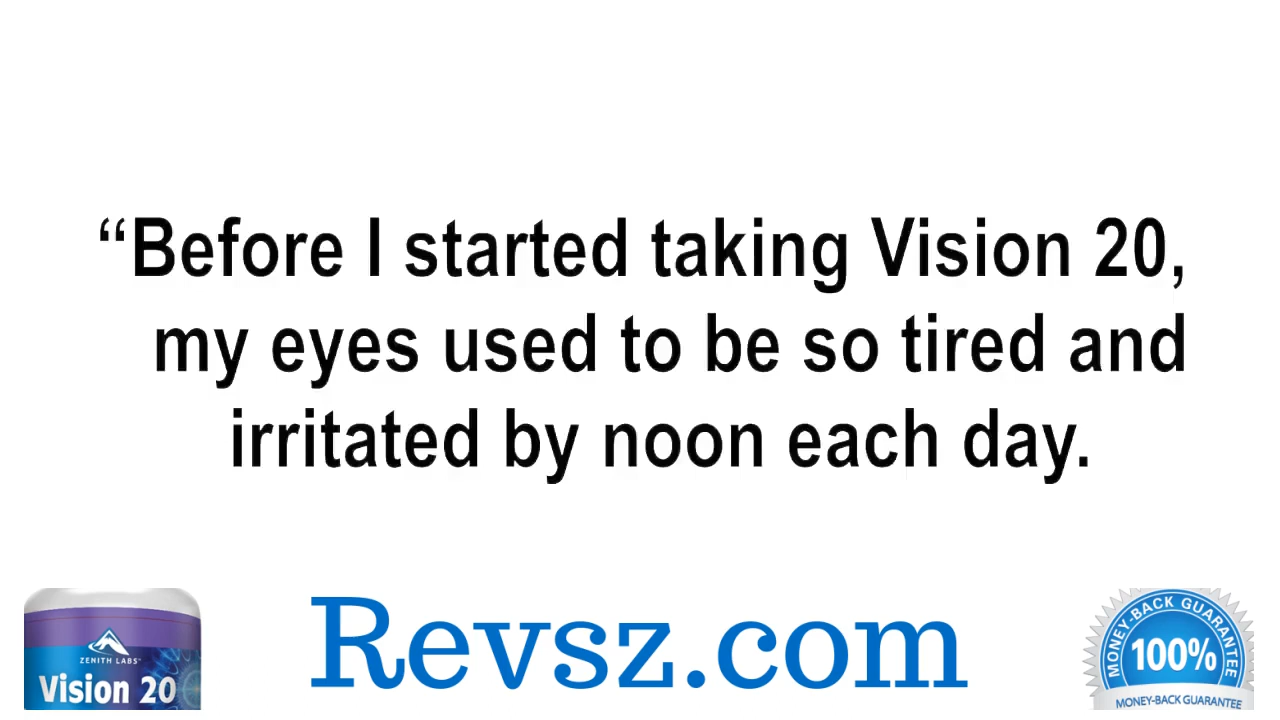 “Before I started taking Vision 20,
my eyes used to be so tired and
irritated by noon each day.
ZENITH LABS™
Vision 20
Revsz.com
MONEY-BACK GUARANTEE
100%
MONEY-BACK GUARANTEE